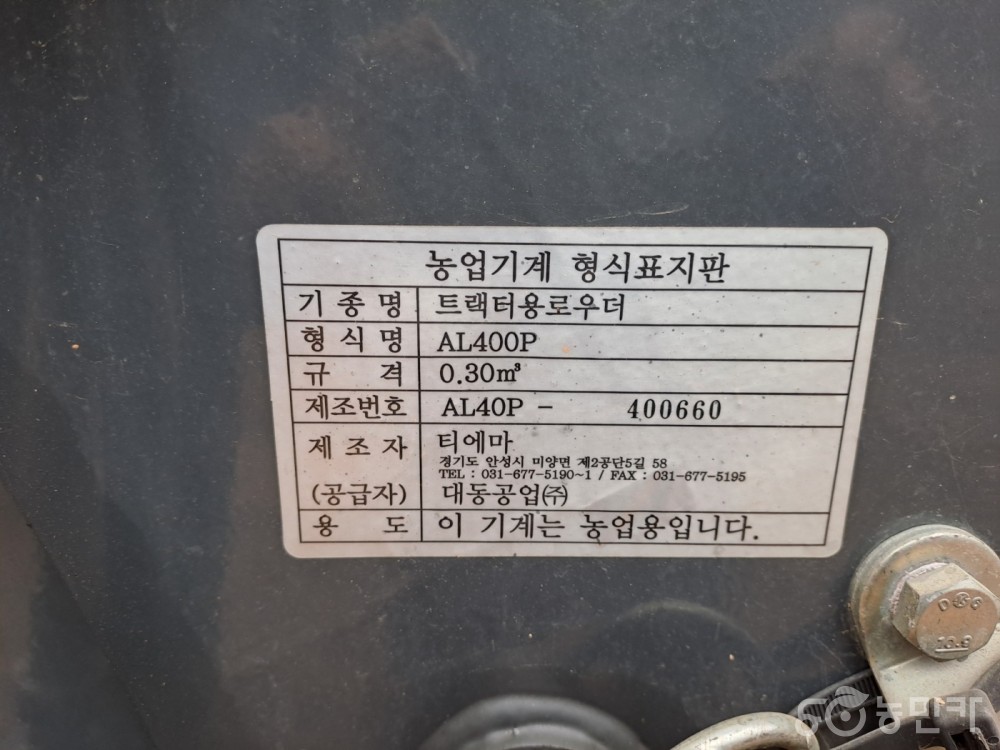 농업기계 형식표지판
기종명 트랙터용로우더
형식명 AL400P
규격 0.30㎥
제조번호 AL40P - 400660
제조자 티에마
경기도 안성시 미양면 제2공단5길 58
TEL : 031-677-5190~1 / FAX : 031-677-5195
(공급자) 대동공업㈜
용도 이 기계는 농업용입니다.
농민카